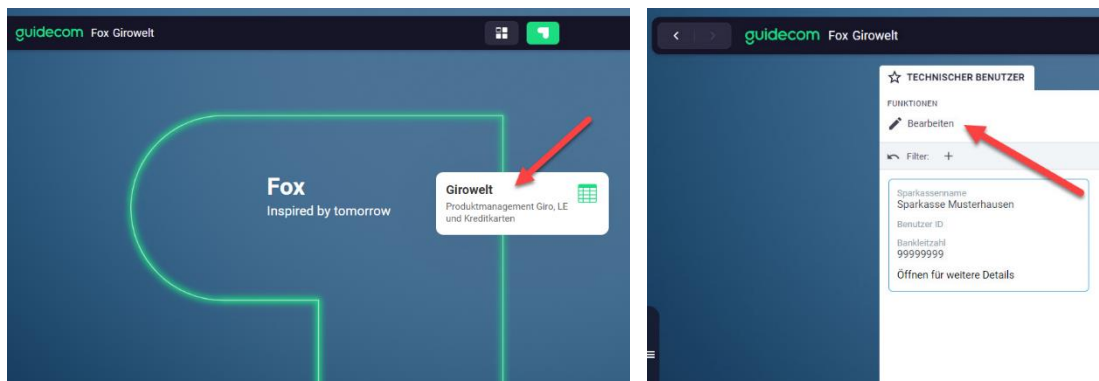 guidecom Fox Girowelt
Fox
Inspired by tomorrow
Girowelt
Produktmanagement Giro, LE
und Kreditkarten
guidecom Fox Girowelt
TECHNISCHER BENUTZER
FUNKTIONEN
Bearbeiten
Filter: +
Sparkassenname
Sparkasse Musterhausen
Benutzer ID
Bankleitzahl
99999999
Öffnen für weitere Details